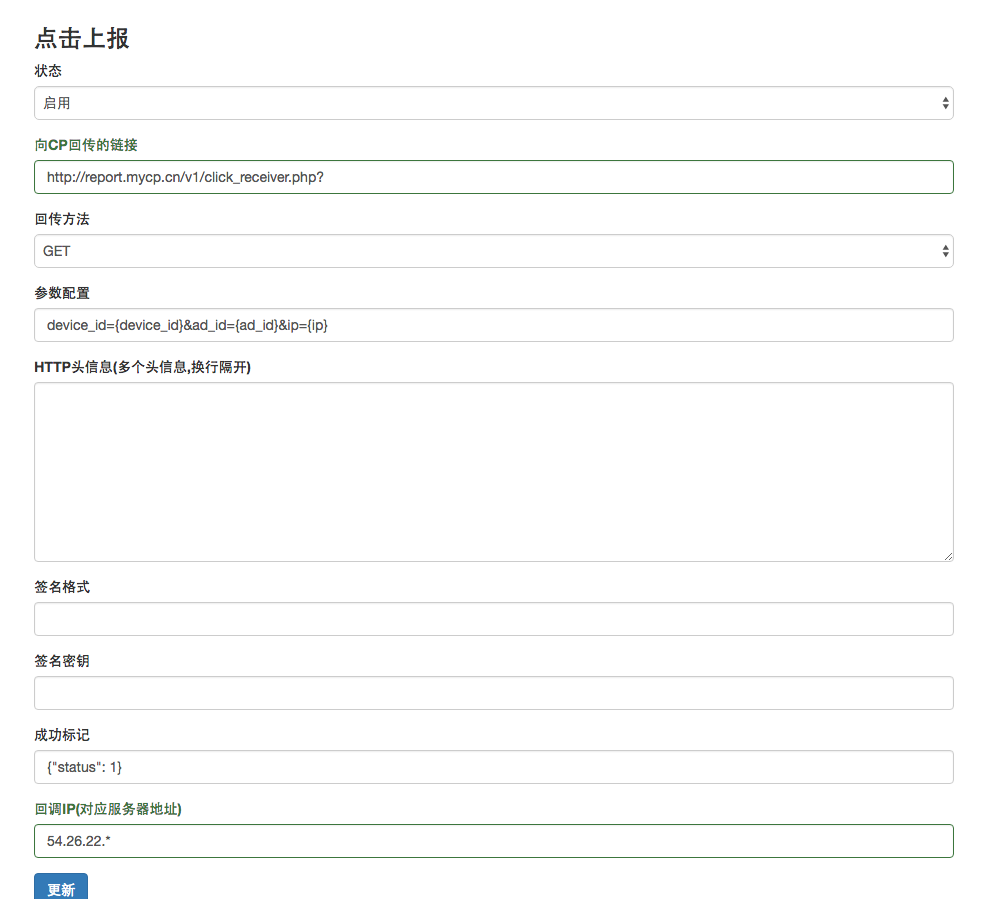 点击上报
状态
启用
向CP回传的链接
http://report.mycp.cn/v1/click_receiver.php?
回传方法
GET
参数配置
device_id={device_id}&ad_id={ad_id}&ip={ip}
HTTP头信息(多个头信息,换行隔开)
签名格式
签名密钥
成功标记
{"status": 1}
回调IP(对应服务器地址)
54.26.22.*
更新